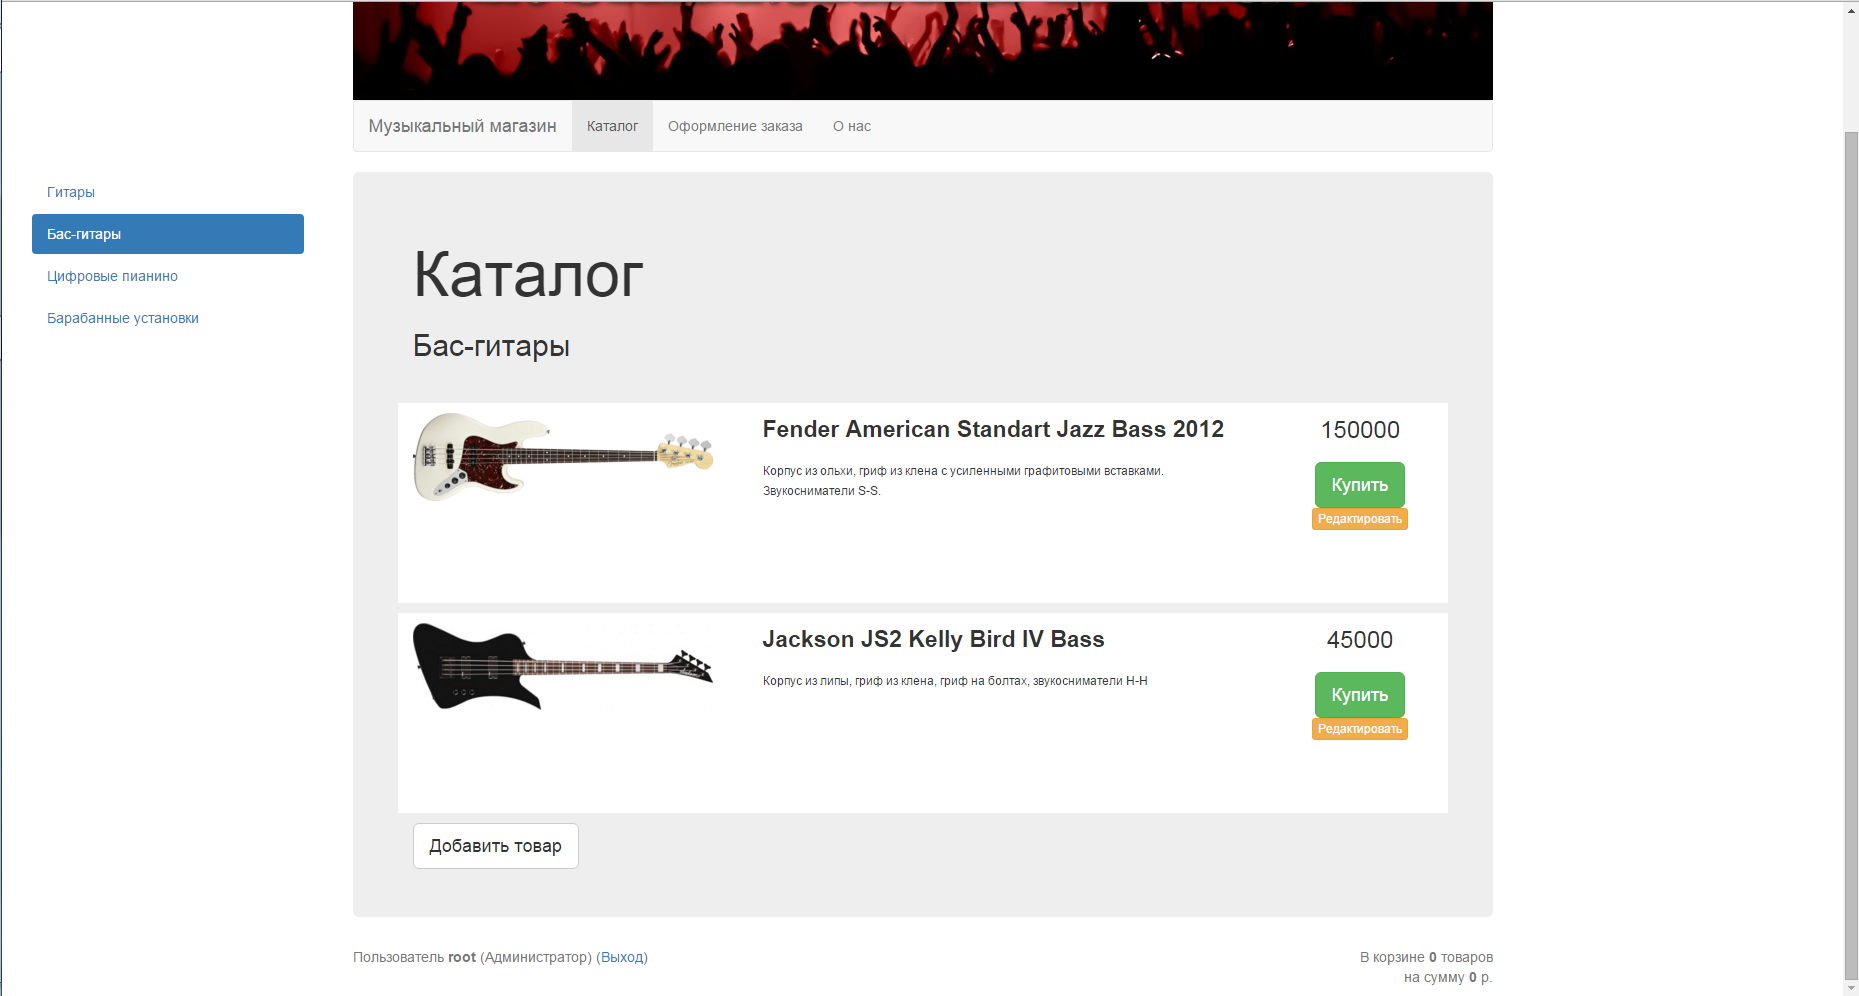 Музыкальный магазин
Каталог
Оформление заказа
О нас
Гитары
Бас-гитары
Цифровые пианино
Барабанные установки
Каталог
Бас-гитары
Fender American Standart Jazz Bass 2012
Корпус из ольхи, гриф из клена с усиленными графитовыми вставками.
Звукосниматели S-S.
150000
Купить
Редактировать
Jackson JS2 Kelly Bird IV Bass
Корпус из липы, гриф из клена, гриф на болтах, звукосниматели H-H
45000
Купить
Редактировать
Добавить товар
Пользователь root (Администратор) (Выход)
В корзине 0 товаров
на сумму 0 р.